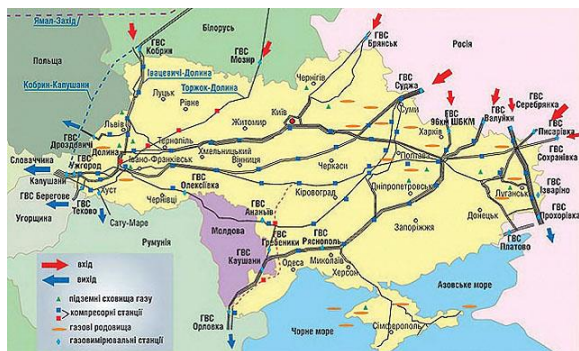 Ямал-Захід
Білорусь
Польща
ГВС
Кобрин
ГВС
Мозир
ГВС
Брянськ
Росія
Івацевичі-Долина
Торжок-Долина
Кобрин-Капушани
Чернігів
ГВС
Суджа
Луцьк
Рівне
Житомир
Київ
Суми
ГВС
96км ШБКМ
Валуйки
ГВС
Серебрянка
ГВС
Писарівка
Львів
ГВС
Дроздовичі
Долина
Тернопіль
Хмельницький
Харків
Полтава
ГВС
Сохранівка
Словаччина
ГВС
Ужгород
Капушани
Івано-Франківськ
Вінниця
Черкаси
Луганськ
ГВС
Ізваріно
ГВС Берегове
Хуст
ГВС
Теково
Чернівці
ГВС
Олексіївка
Кіровоград
Дніпропетровськ
Донецьк
ГВС
Прохорівка
Угорщина
Сату-Маре
ГВС
Ананьїв
Запоріжжя
ГВС
Платово
Румунія
Молдова
ГВС
Гребеники
ГВС
Роснополь
ГВС
Каушани
Одеса
Миколаїв
Херсон
Азовське море
ГВС
Орловка
Чорне море
Сімферополь
вхід
вихід
підземні сховища газу
компресорні станції
газові родовища
газовимірювальні станції